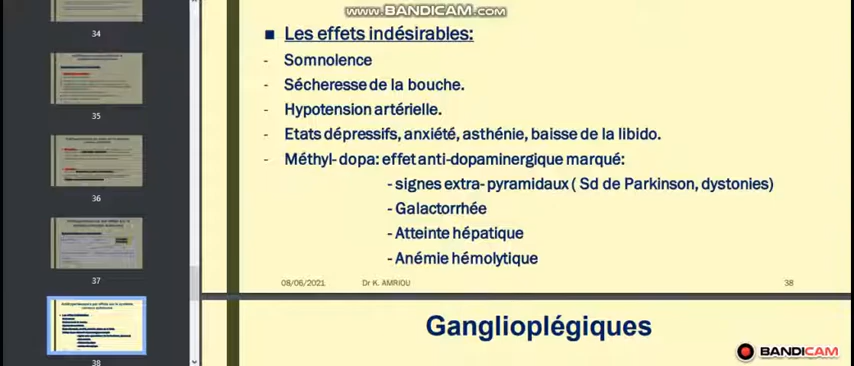 www.BANDICAM.com
34
35
36
37
38
■ Les effets indésirables:
- Somnolence
- Sécheresse de la bouche.
- Hypotension artérielle.
- Etats dépressifs, anxiété, asthénie, baisse de la libido.
- Méthyl- dopa: effet anti-dopaminergique marqué:
- signes extra- pyramidaux ( Sd de Parkinson, dystonies)
- Galactorrhée
- Atteinte hépatique
- Anémie hémolytique
08/06/2021 Dr K. AMRIOU 38
Ganglioplégiques
BANDICAM